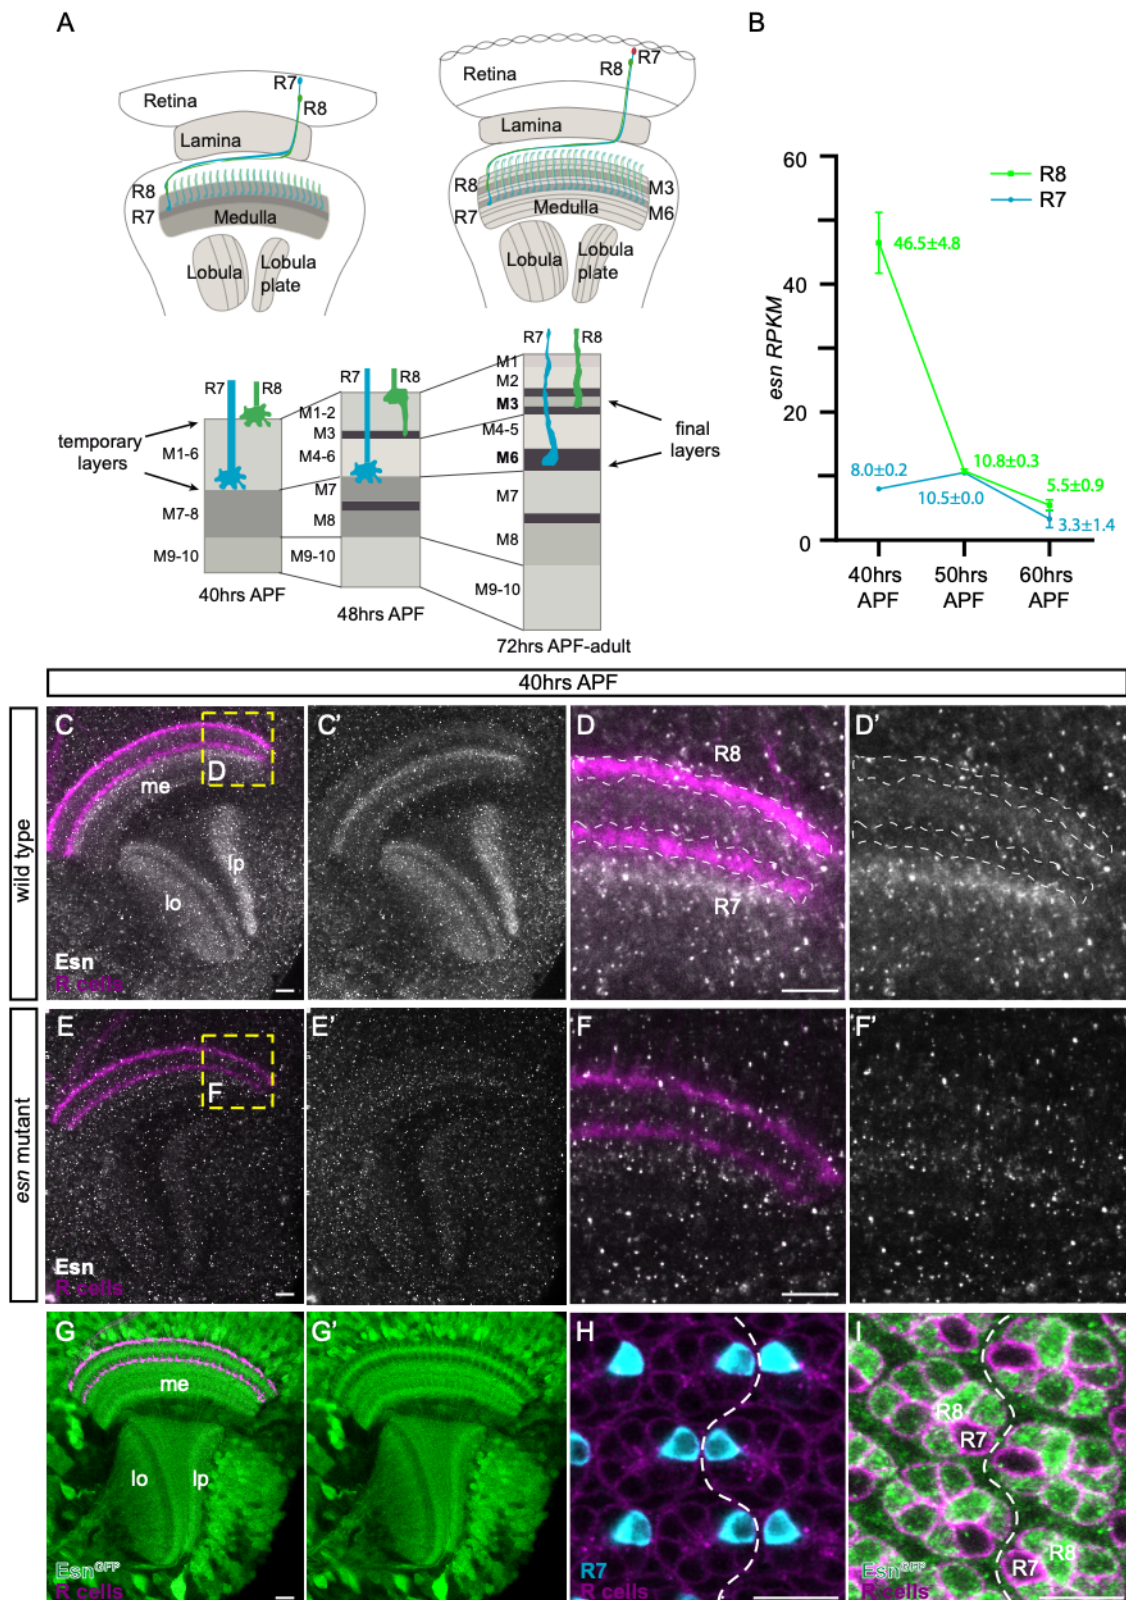 A
B
R7
R8
Retina
Lamina
R8
R7
Medulla
Lobula
Lobula
plate
R7
R8
Retina
Lamina
R8
R7
M3
M6
Medulla
Lobula
Lobula
plate
R7
R8
temporary
layers
M1-6
M7-8
M9-10
40hrs APF
R7
R8
M1-2
M3
M4-6
M7
M8
M9-10
48hrs APF
R7
R8
M1
M2
M3
M4-5
M6
M7
M8
M9-10
final
layers
72hrs APF-adult
esn RPKM
60
40
20
0
R8
R7
46.5±4.8
8.0±0.2
10.8±0.3
10.5±0.0
5.5±0.9
3.3±1.4
40hrs
APF
50hrs
APF
60hrs
APF
40hrs APF
wild type
C
D
me
lp
lo
Esn
R cells
C'
D
R8
R7
D'
esn mutant
E
F
Esn
R cells
E'
F
F'
G
me
lo
lp
EsnGFP
R cells
G'
H
R7
R cells
I
R8
R7
R8
R7
EsnGFP
R cells